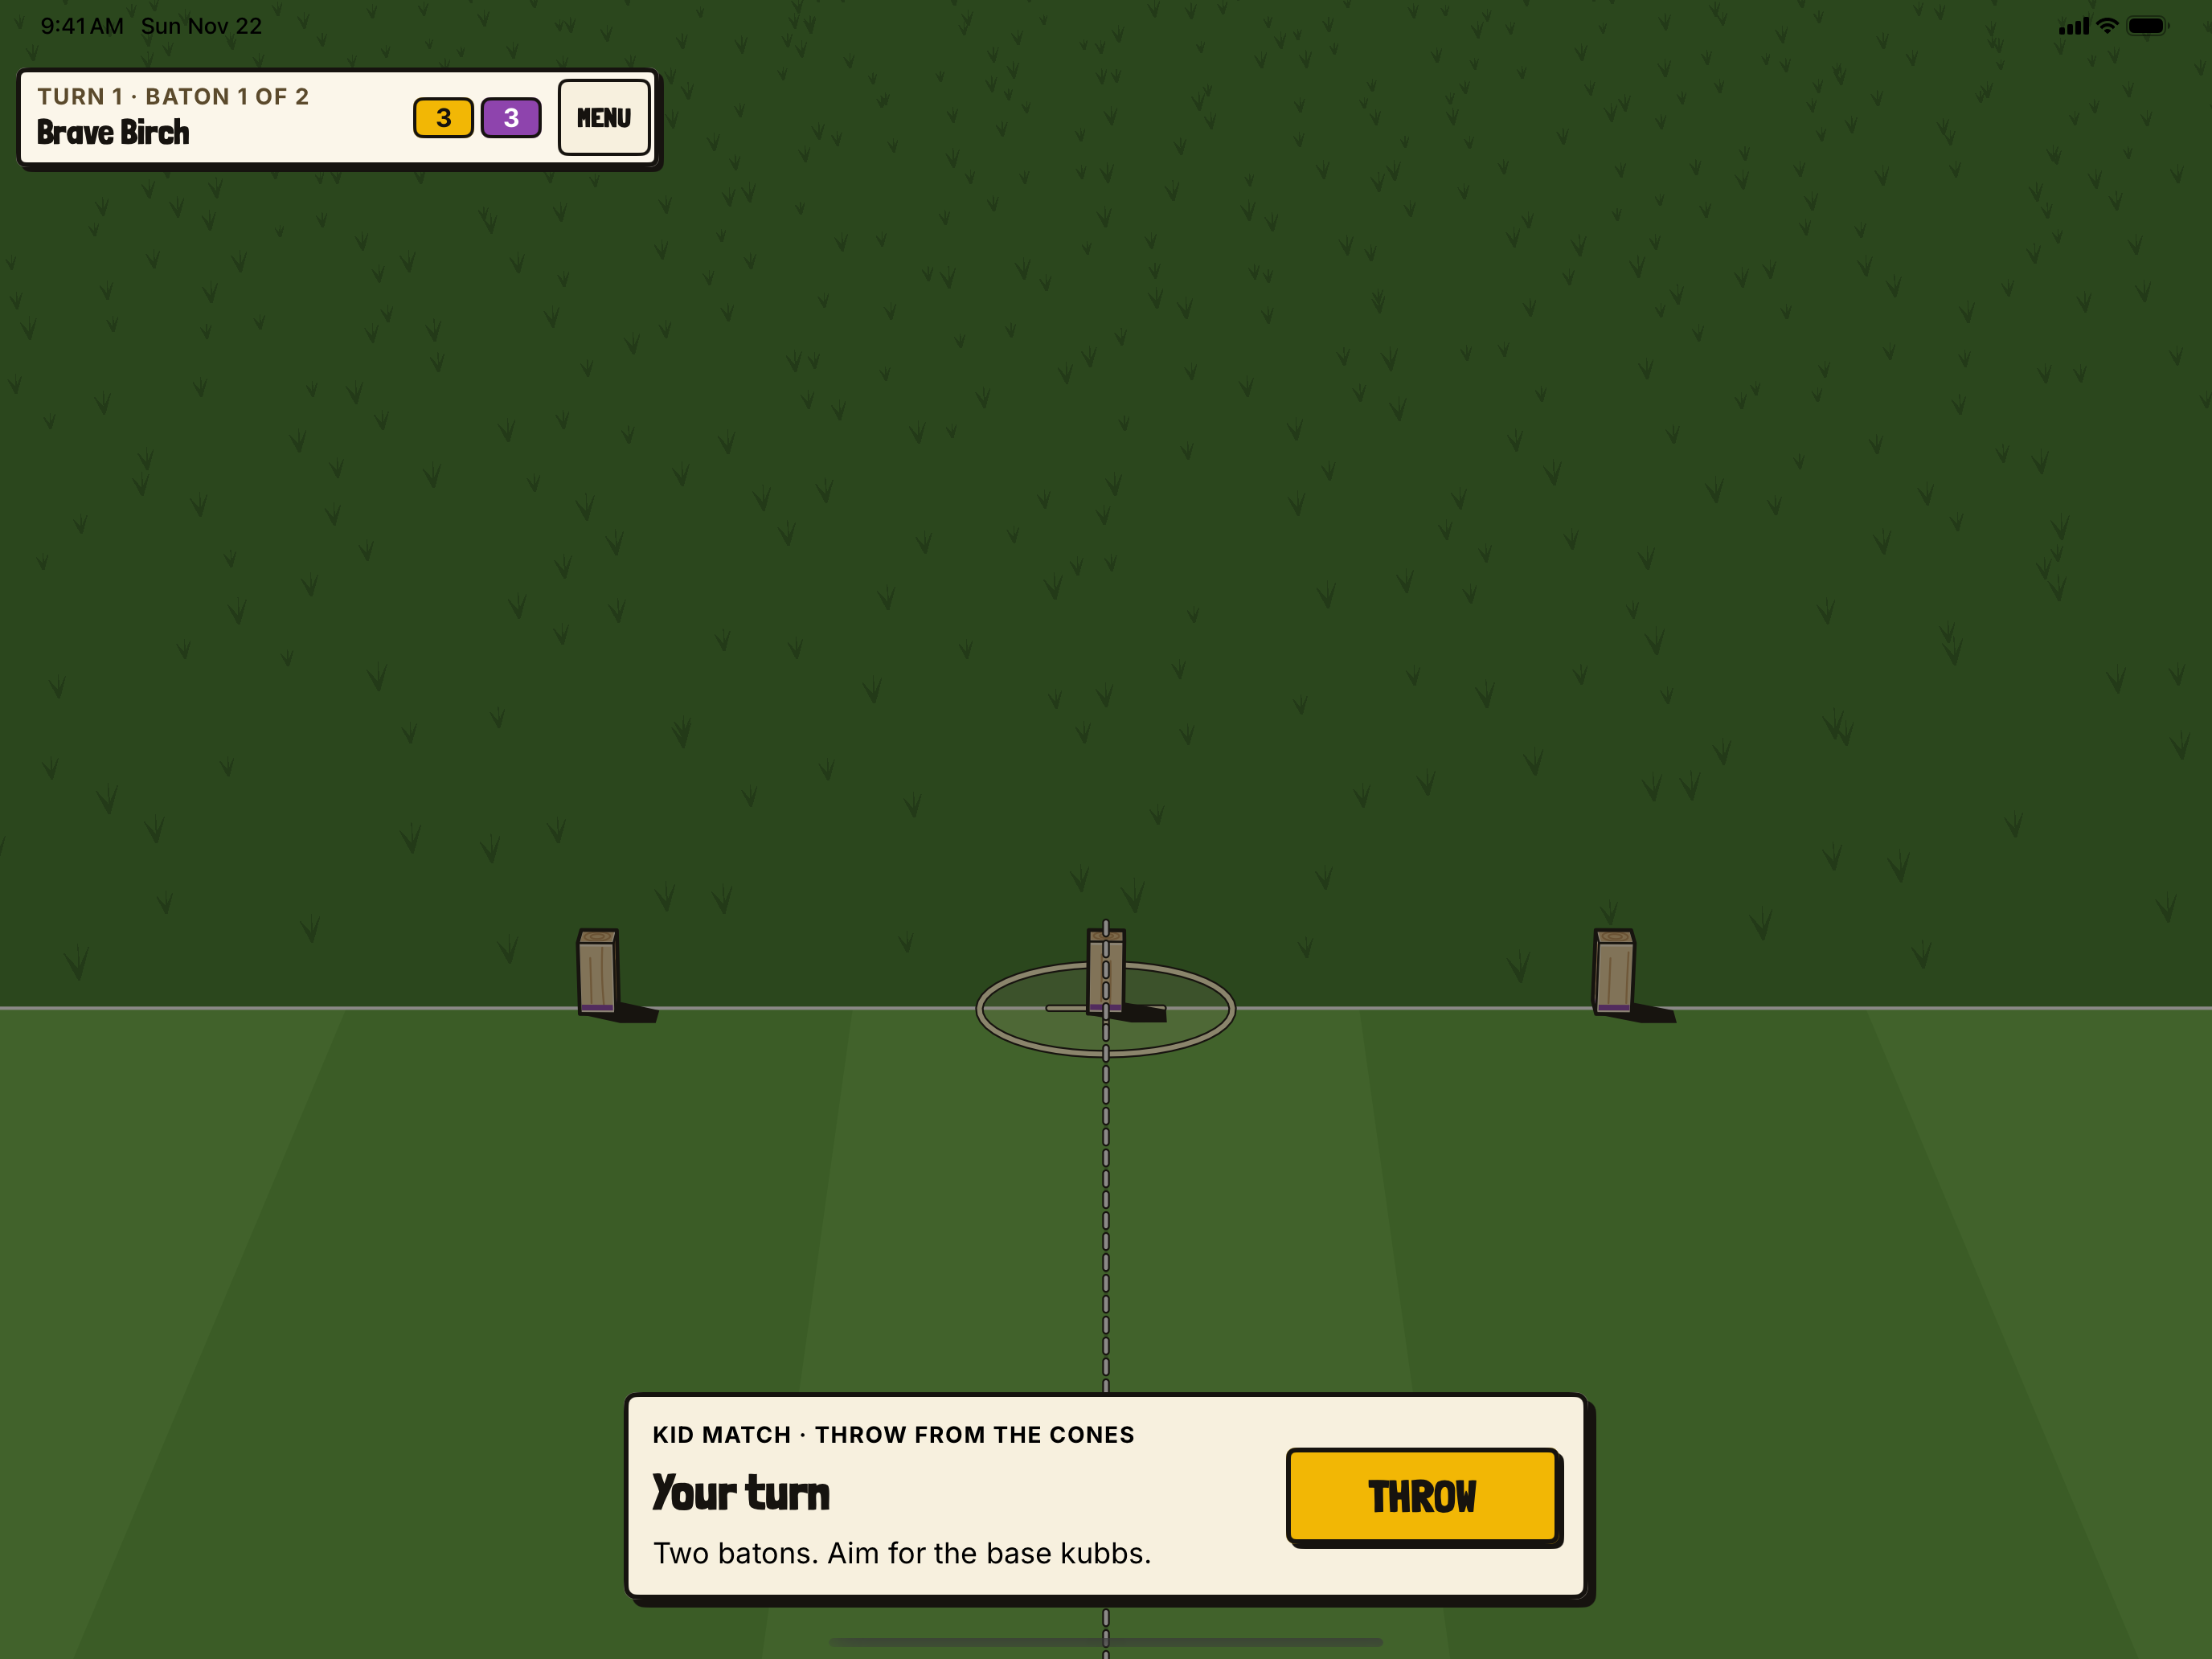 9:41 AM Sun Nov 22
TURN 1 · BATON 1 OF 2
Brave Birch
3 3
MENU
KID MATCH · THROW FROM THE CONES
Your turn
Two batons. Aim for the base kubbs.
THROW